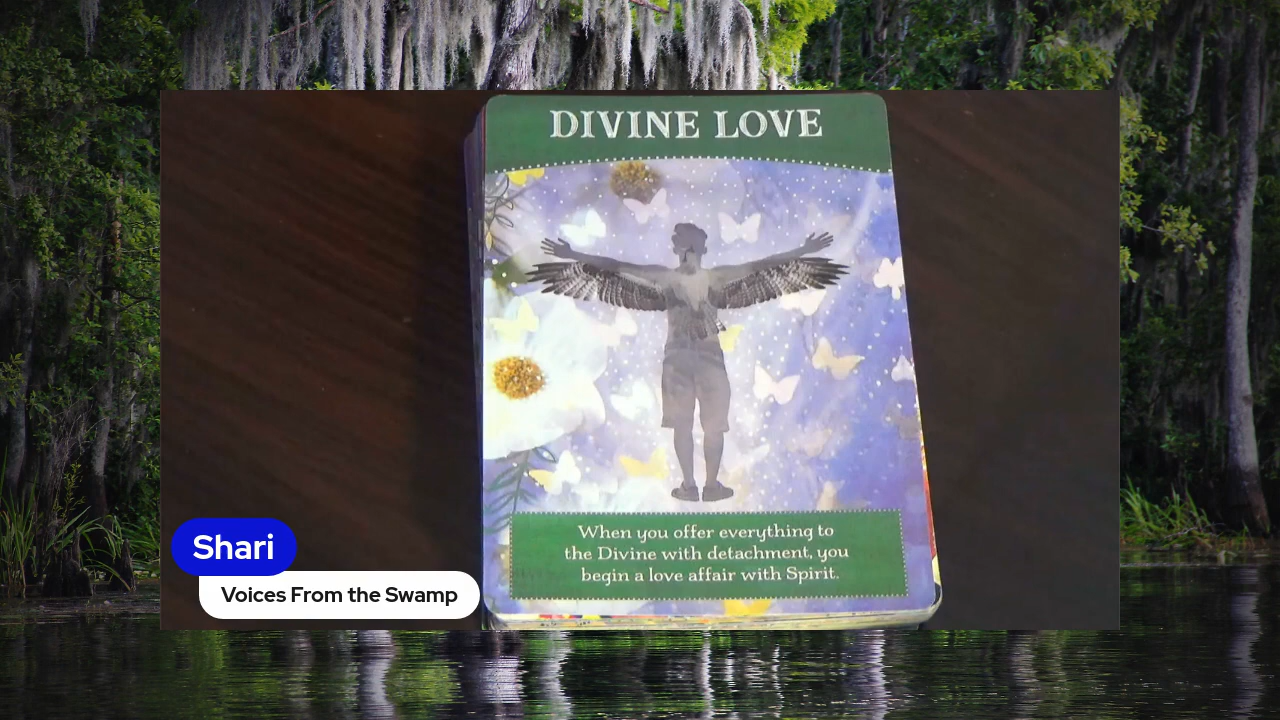 DIVINE LOVE
When you offer everything to
the Divine with detachment, you
begin a love affair with Spirit.
Shari
Voices From the Swamp